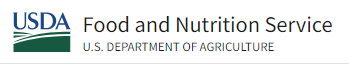 USDA
Food and Nutrition Service
U.S. DEPARTMENT OF AGRICULTURE